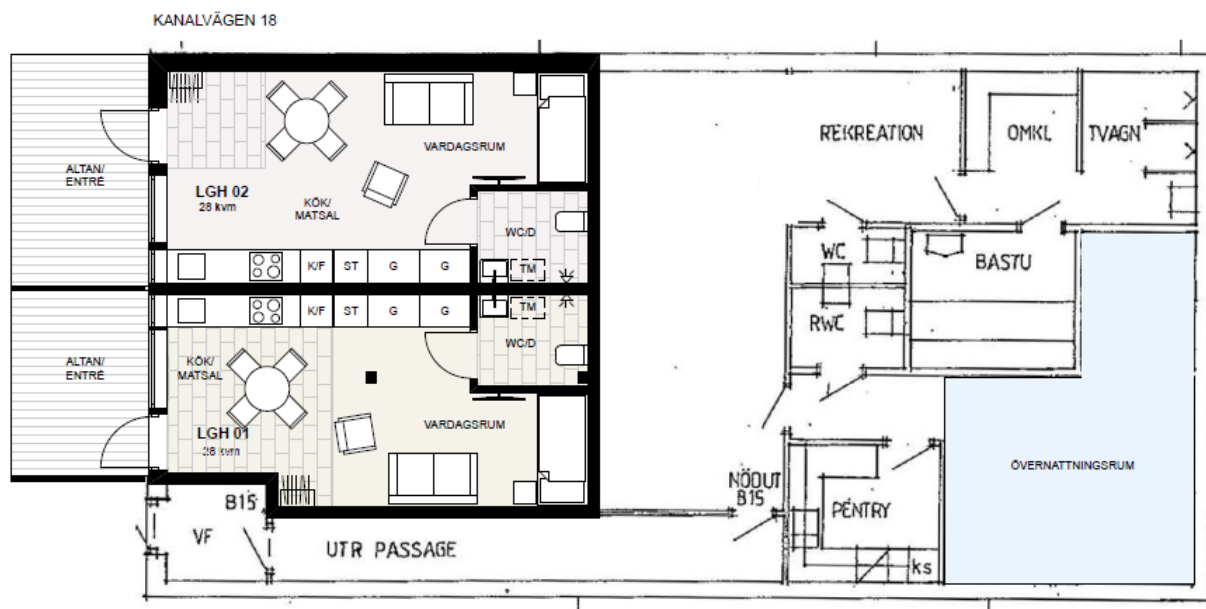 KANALVÄGEN 18
REKREATION
OMKL
TVAGN
VARDAGSRUM
ALTAN/
ENTRÉ
LGH 02
28 kvm
KÖK/
MATSAL
WC/D
TM
K/F
ST
G
G
WC
BASTU
K/F
ST
G
G
TM
WC/D
RWC
ALTAN/
ENTRÉ
KÖK/
MATSAL
LGH 01
28 kvm
VARDAGSRUM
ÖVERNATTNINGSRUM
NÖDUT
B15
B15
VF
UTR PASSAGE
PENTRY
ks